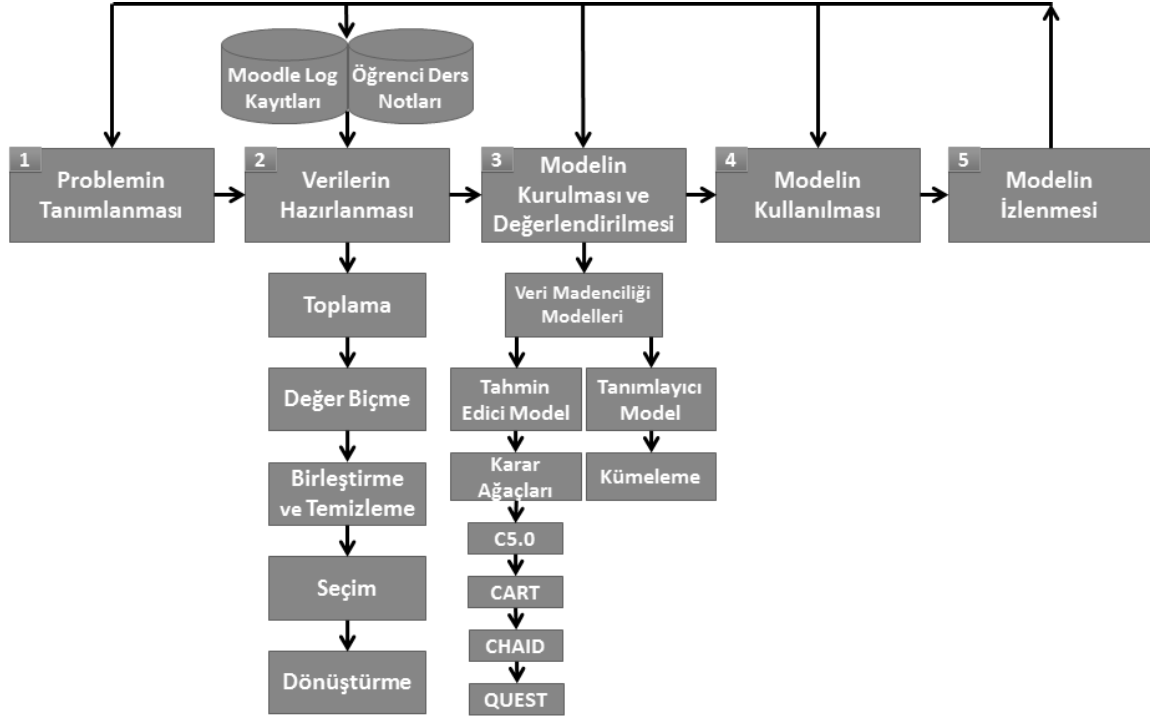 Moodle Log
Kayıtları
Öğrenci Ders
Notları
1
Problemin
Tanımlanması
2
Verilerin
Hazırlanması
3
Modelin
Kurulması ve
Değerlendirilmesi
4
Modelin
Kullanılması
5
Modelin
İzlenmesi
Toplama
Değer Biçme
Birleştirme
ve Temizleme
Seçim
Dönüştürme
Veri Madenciliği
Modelleri
Tahmin
Edici Model
Tanımlayıcı
Model
Karar
Ağaçları
Kümeleme
C5.0
CART
CHAID
QUEST